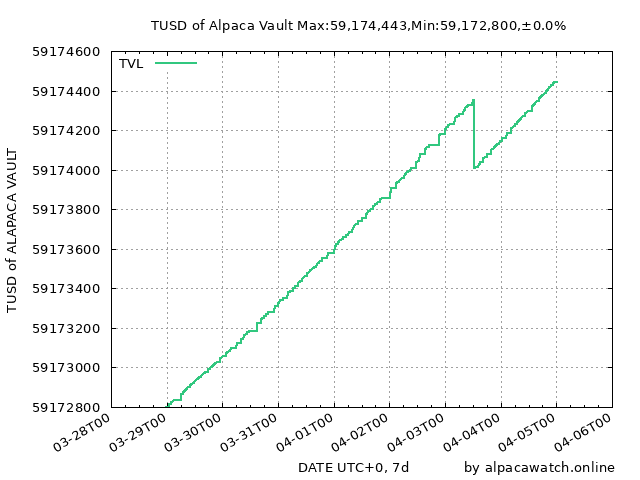 TUSD of Alpaca Vault Max:59,174,443,Min:59,172,800,±0.0%
TVL
59174600
59174400
59174200
59174000
59173800
59173600
59173400
59173200
59173000
59172800
TUSD of ALAPACA VAULT
03-28T00
03-29T00
03-30T00
03-31T00
04-01T00
04-02T00
04-03T00
04-04T00
04-05T00
04-06T00
DATE UTC+0, 7d
by alpacawatch.online